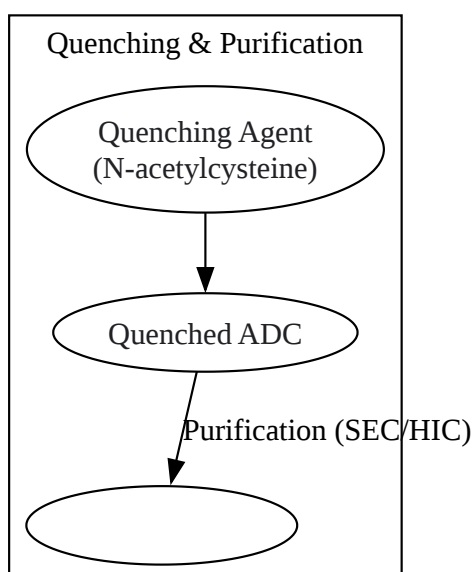 Quenching & Purification
Quenching Agent
(N-acetylcysteine)
Quenched ADC
Purification (SEC/HIC)